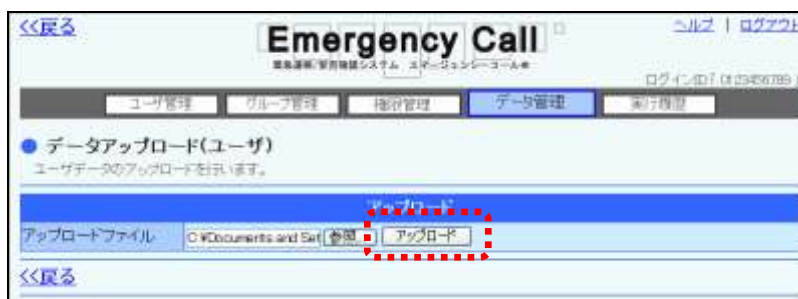 <<戻る
Emergency Call
ヘルプ | ログアウト
緊急連絡/安否確認システム エマージェンシーコール®
ログインID「0123456789
ユーザ管理 グループ管理 権限管理 データ管理 実行履歴
● データアップロード(ユーザ)
ユーザデータのアップロードを行います。
アップロード
アップロードファイル C:¥Documents and Set 参照... アップロード
<<戻る